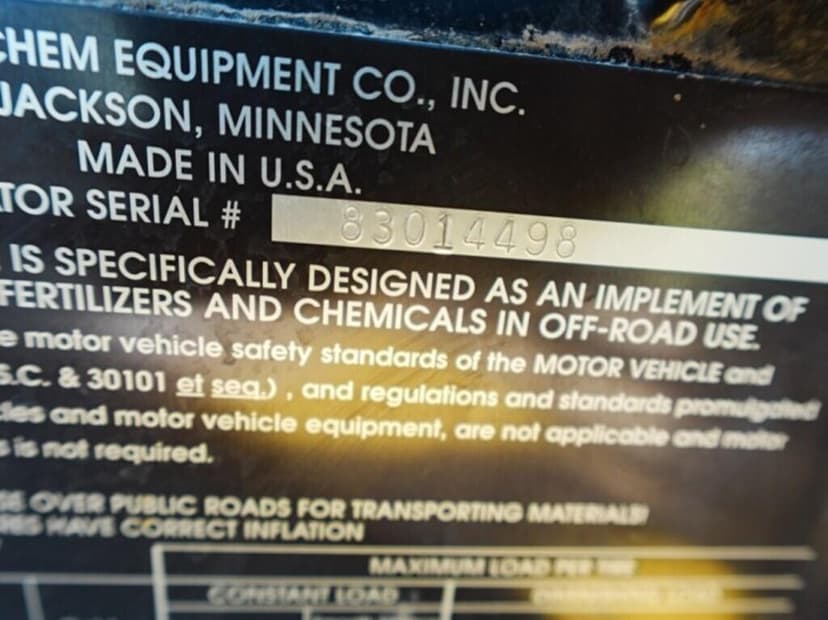 CHEM EQUIPMENT CO., INC.
JACKSON, MINNESOTA
MADE IN U.S.A.
TOR SERIAL # 83014498
IS SPECIFICALLY DESIGNED AS AN IMPLEMENT OF
FERTILIZERS AND CHEMICALS IN OFF-ROAD USE.
e motor vehicle safety standards of the MOTOR VEHICLE and
S.C. & 30101 et seq.) , and regulations and standards promulgated
cles and motor vehicle equipment, are not applicable and motor
s is not required.
SE OVER PUBLIC ROADS FOR TRANSPORTING MATERIALS!
RES HAVE CORRECT INFLATION
MAXIMUM LOAD PER TIRE
CONSTANT LOAD